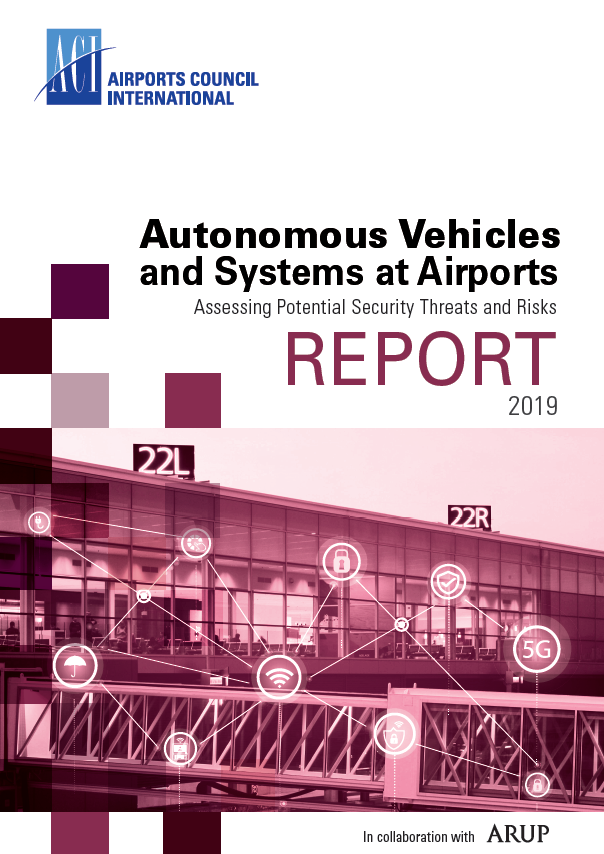 ACI
AIRPORTS COUNCIL
INTERNATIONAL
Autonomous Vehicles
and Systems at Airports
Assessing Potential Security Threats and Risks
REPORT
2019
22L
22R
5G
In collaboration with ARUP